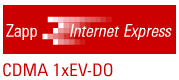 Zapp Internet Express
CDMA 1xEV-DO